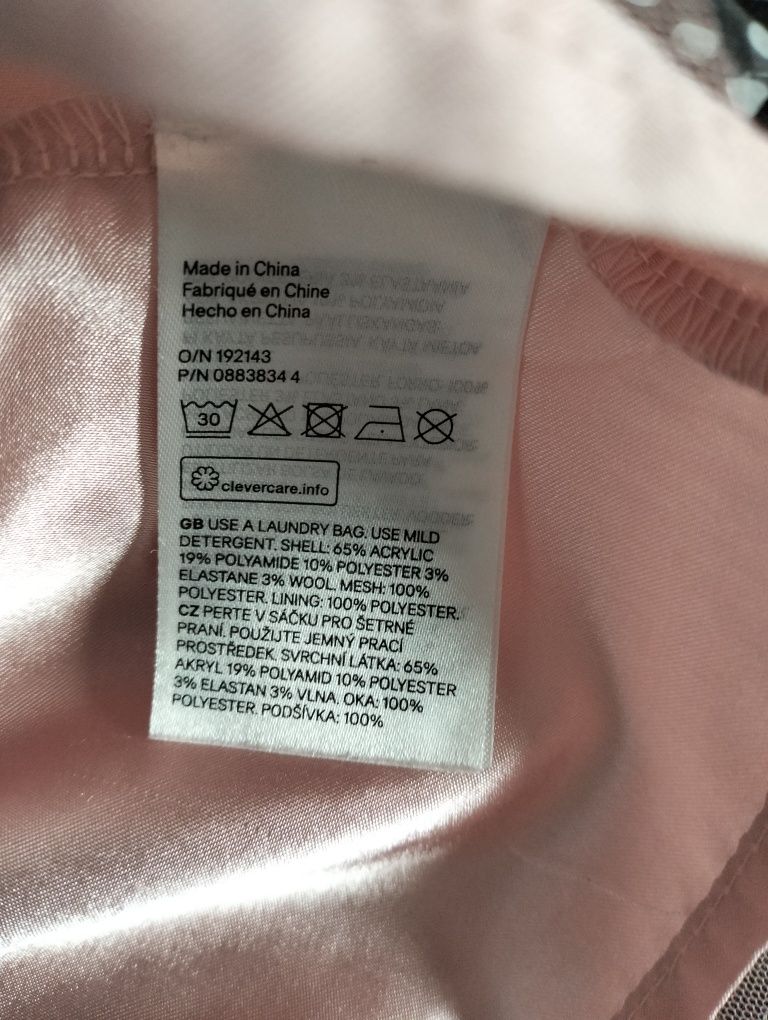 Made in China
Fabriqué en Chine
Hecho en China
O/N 192143
P/N 0883834 4
30
clevercare.info
GB USE A LAUNDRY BAG. USE MILD
DETERGENT. SHELL: 65% ACRYLIC
19% POLYAMIDE 10% POLYESTER 3%
ELASTANE 3% WOOL. MESH: 100%
POLYESTER. LINING: 100% POLYESTER.
CZ PERTE V SÁČKU PRO ŠETRNÉ
PRANÍ. POUŽIJTE JEMNÝ PRACÍ
PROSTŘEDEK. SVRCHNÍ LÁTKA: 65%
AKRYL 19% POLYAMID 10% POLYESTER
3% ELASTAN 3% VLNA. OKA: 100%
POLYESTER. PODŠÍVKA: 100%